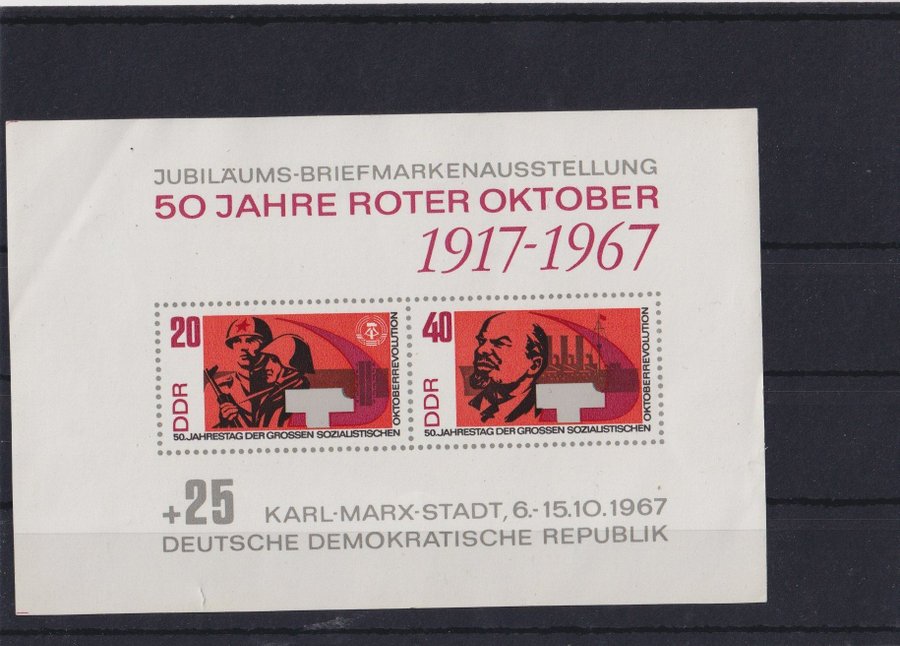 JUBILÄUMS-BRIEFMARKENAUSSTELLUNG
50 JAHRE ROTER OKTOBER
1917-1967
20
DDR
50. JAHRESTAG DER GROSSEN SOZIALISTISCHEN
OKTOBERREVOLUTION
40
DDR
50. JAHRESTAG DER GROSSEN SOZIALISTISCHEN
OKTOBERREVOLUTION
+25 KARL-MARX-STADT, 6.-15.10.1967
DEUTSCHE DEMOKRATISCHE REPUBLIK